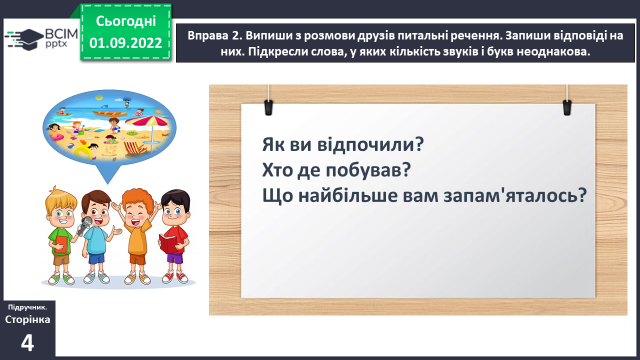 ВСІМ
pptx
Сьогодні
01.09.2022
Вправа 2. Випиши з розмови друзів питальні речення. Запиши відповіді на
них. Підкресли слова, у яких кількість звуків і букв неоднакова.
Як ви відпочили?
Хто де побував?
Що найбільше вам запам'яталось?
Підручник.
Сторінка
4